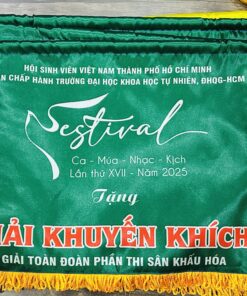 HỘI SINH VIÊN VIỆT NAM THÀNH PHỐ HỒ CHÍ MINH
CHẤP HÀNH TRƯỜNG ĐẠI HỌC KHOA HỌC TỰ NHIÊN, ĐHQG-HCM
Festival
Ca - Múa - Nhạc - Kịch
Lần thứ XVII - Năm 2025
Tặng
IẢI KHUYẾN KHÍCH
GIẢI TOÀN ĐOÀN PHẦN THI SÂN KHẤU HÓA